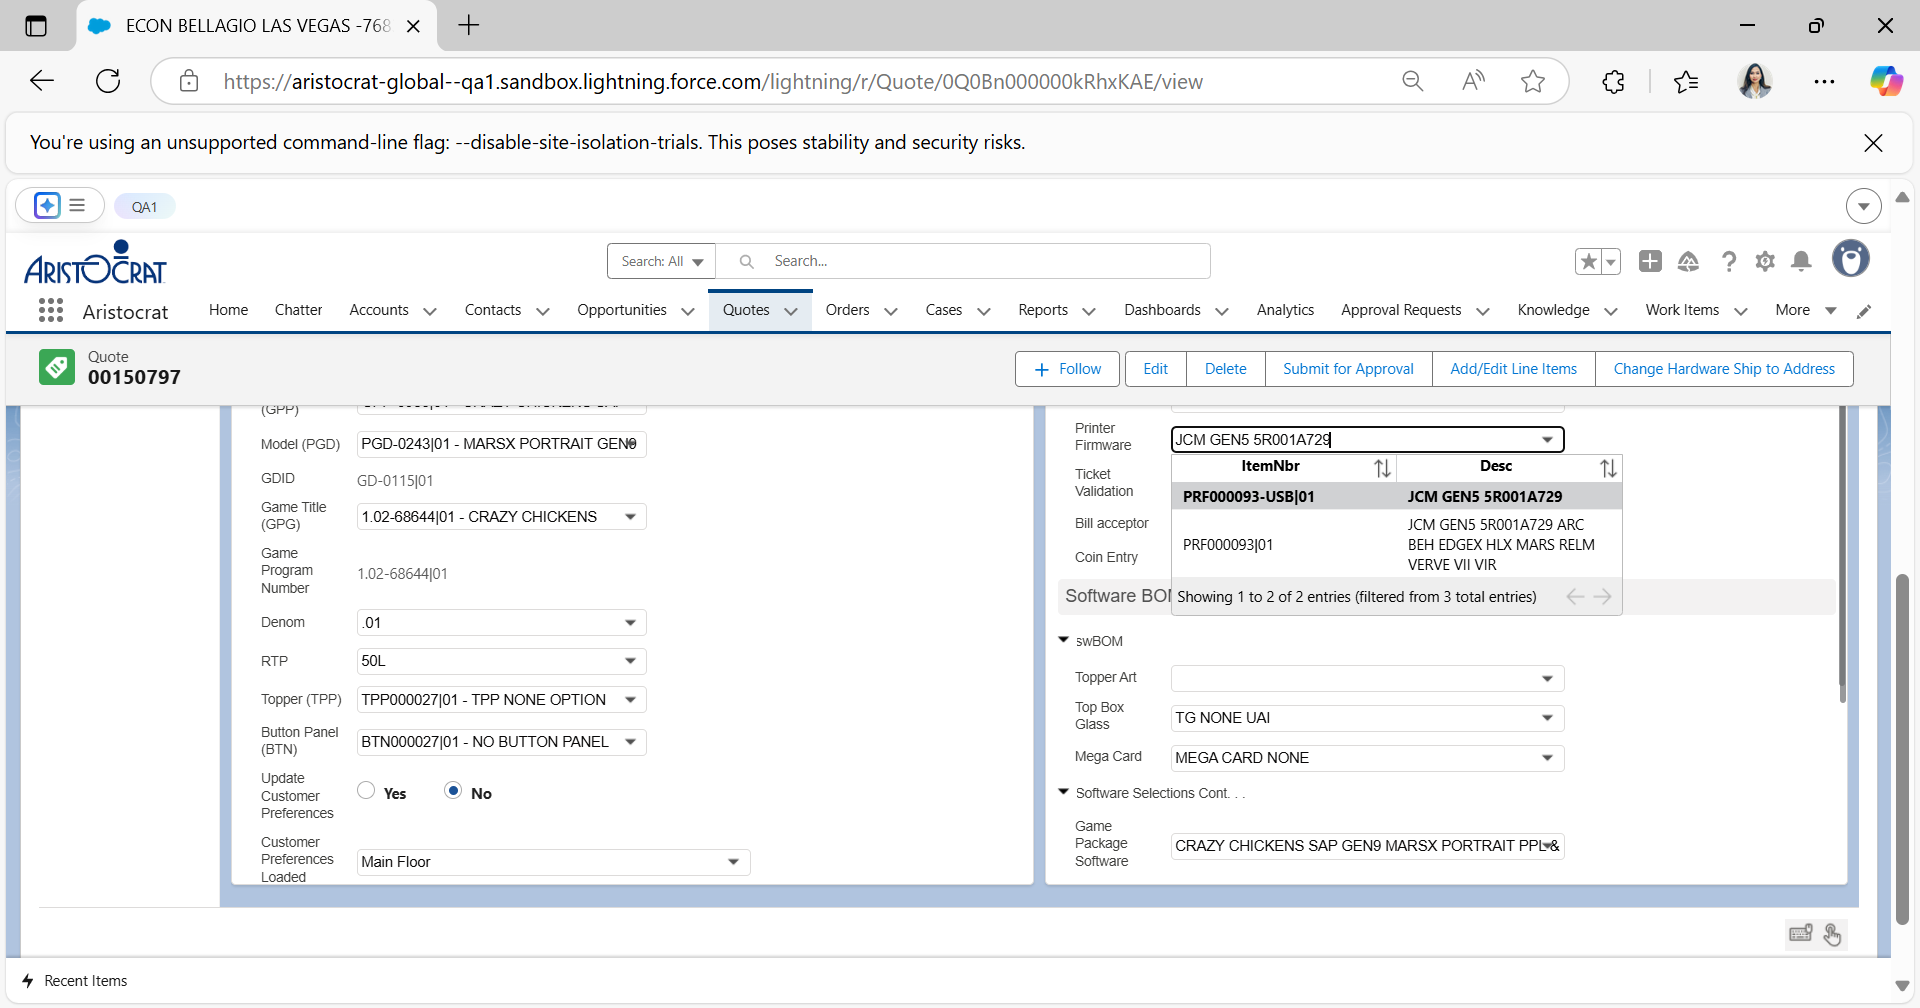 ECON BELLAGIO LAS VEGAS -768
https://aristocrat-global--qa1.sandbox.lightning.force.com/lightning/r/Quote/0Q0Bn000000kRhxKAE/view
You're using an unsupported command-line flag: --disable-site-isolation-trials. This poses stability and security risks.
QA1
ARISTOCRAT
Search: All
Search...
Aristocrat
Home
Chatter
Accounts
Contacts
Opportunities
Quotes
Orders
Cases
Reports
Dashboards
Analytics
Approval Requests
Knowledge
Work Items
More
Quote
00150797
Follow
Edit
Delete
Submit for Approval
Add/Edit Line Items
Change Hardware Ship to Address
(GPP)
Model (PGD)
PGD-0243|01 - MARSX PORTRAIT GEN9
GDID
GD-0115|01
Game Title
(GPG)
1.02-68644|01 - CRAZY CHICKENS
Game
Program
Number
1.02-68644|01
Denom
.01
RTP
50L
Topper (TPP)
TPP000027|01 - TPP NONE OPTION
Button Panel
(BTN)
BTN000027|01 - NO BUTTON PANEL
Update
Customer
Preferences
Yes
No
Customer
Preferences
Loaded
Main Floor
Printer
Firmware
JCM GEN5 5R001A729
ItemNbr
Desc
PRF000093-USB|01
JCM GEN5 5R001A729
PRF000093|01
JCM GEN5 5R001A729 ARC
BEH EDGEX HLX MARS RELM
VERVE VII VIR
Showing 1 to 2 of 2 entries (filtered from 3 total entries)
Ticket
Validation
Bill acceptor
Coin Entry
Software BOM
swBOM
Topper Art
Top Box
Glass
TG NONE UAI
Mega Card
MEGA CARD NONE
Software Selections Cont. . .
Game
Package
Software
CRAZY CHICKENS SAP GEN9 MARSX PORTRAIT PPL &
Recent Items